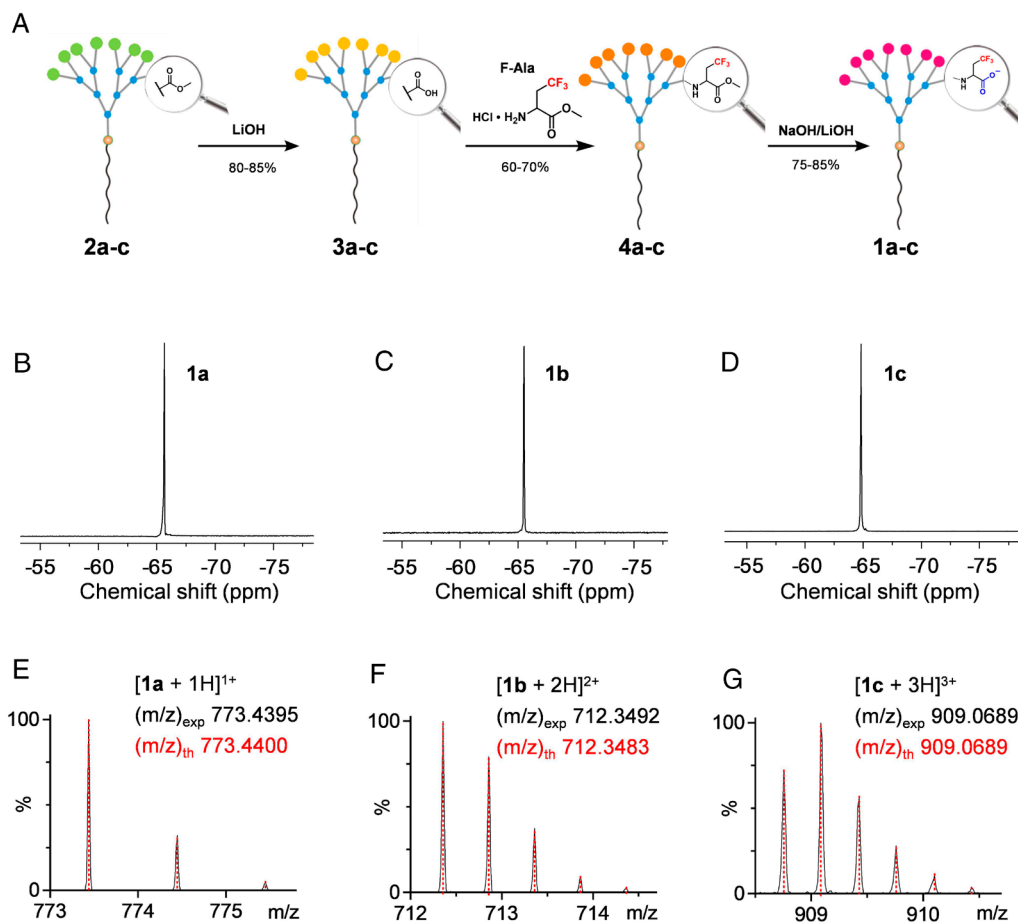 A
F-Ala
CF₃
HCl • H₂N
O
O
O
O
O
OH
CF₃
N
H
O
O
CF₃
N
H
O⁻
O
LiOH
80-85%
60-70%
NaOH/LiOH
75-85%
2a-c
3a-c
4a-c
1a-c
B
1a
-55 -60 -65 -70 -75
Chemical shift (ppm)
C
1b
-55 -60 -65 -70 -75
Chemical shift (ppm)
D
1c
-55 -60 -65 -70 -75
Chemical shift (ppm)
E
[1a + 1H]¹⁺
(m/z)exp 773.4395
(m/z)th 773.4400
100
%
0
773 774 775 m/z
F
[1b + 2H]²⁺
(m/z)exp 712.3492
(m/z)th 712.3483
100
%
0
712 713 714 m/z
G
[1c + 3H]³⁺
(m/z)exp 909.0689
(m/z)th 909.0689
100
%
0
909 910 m/z